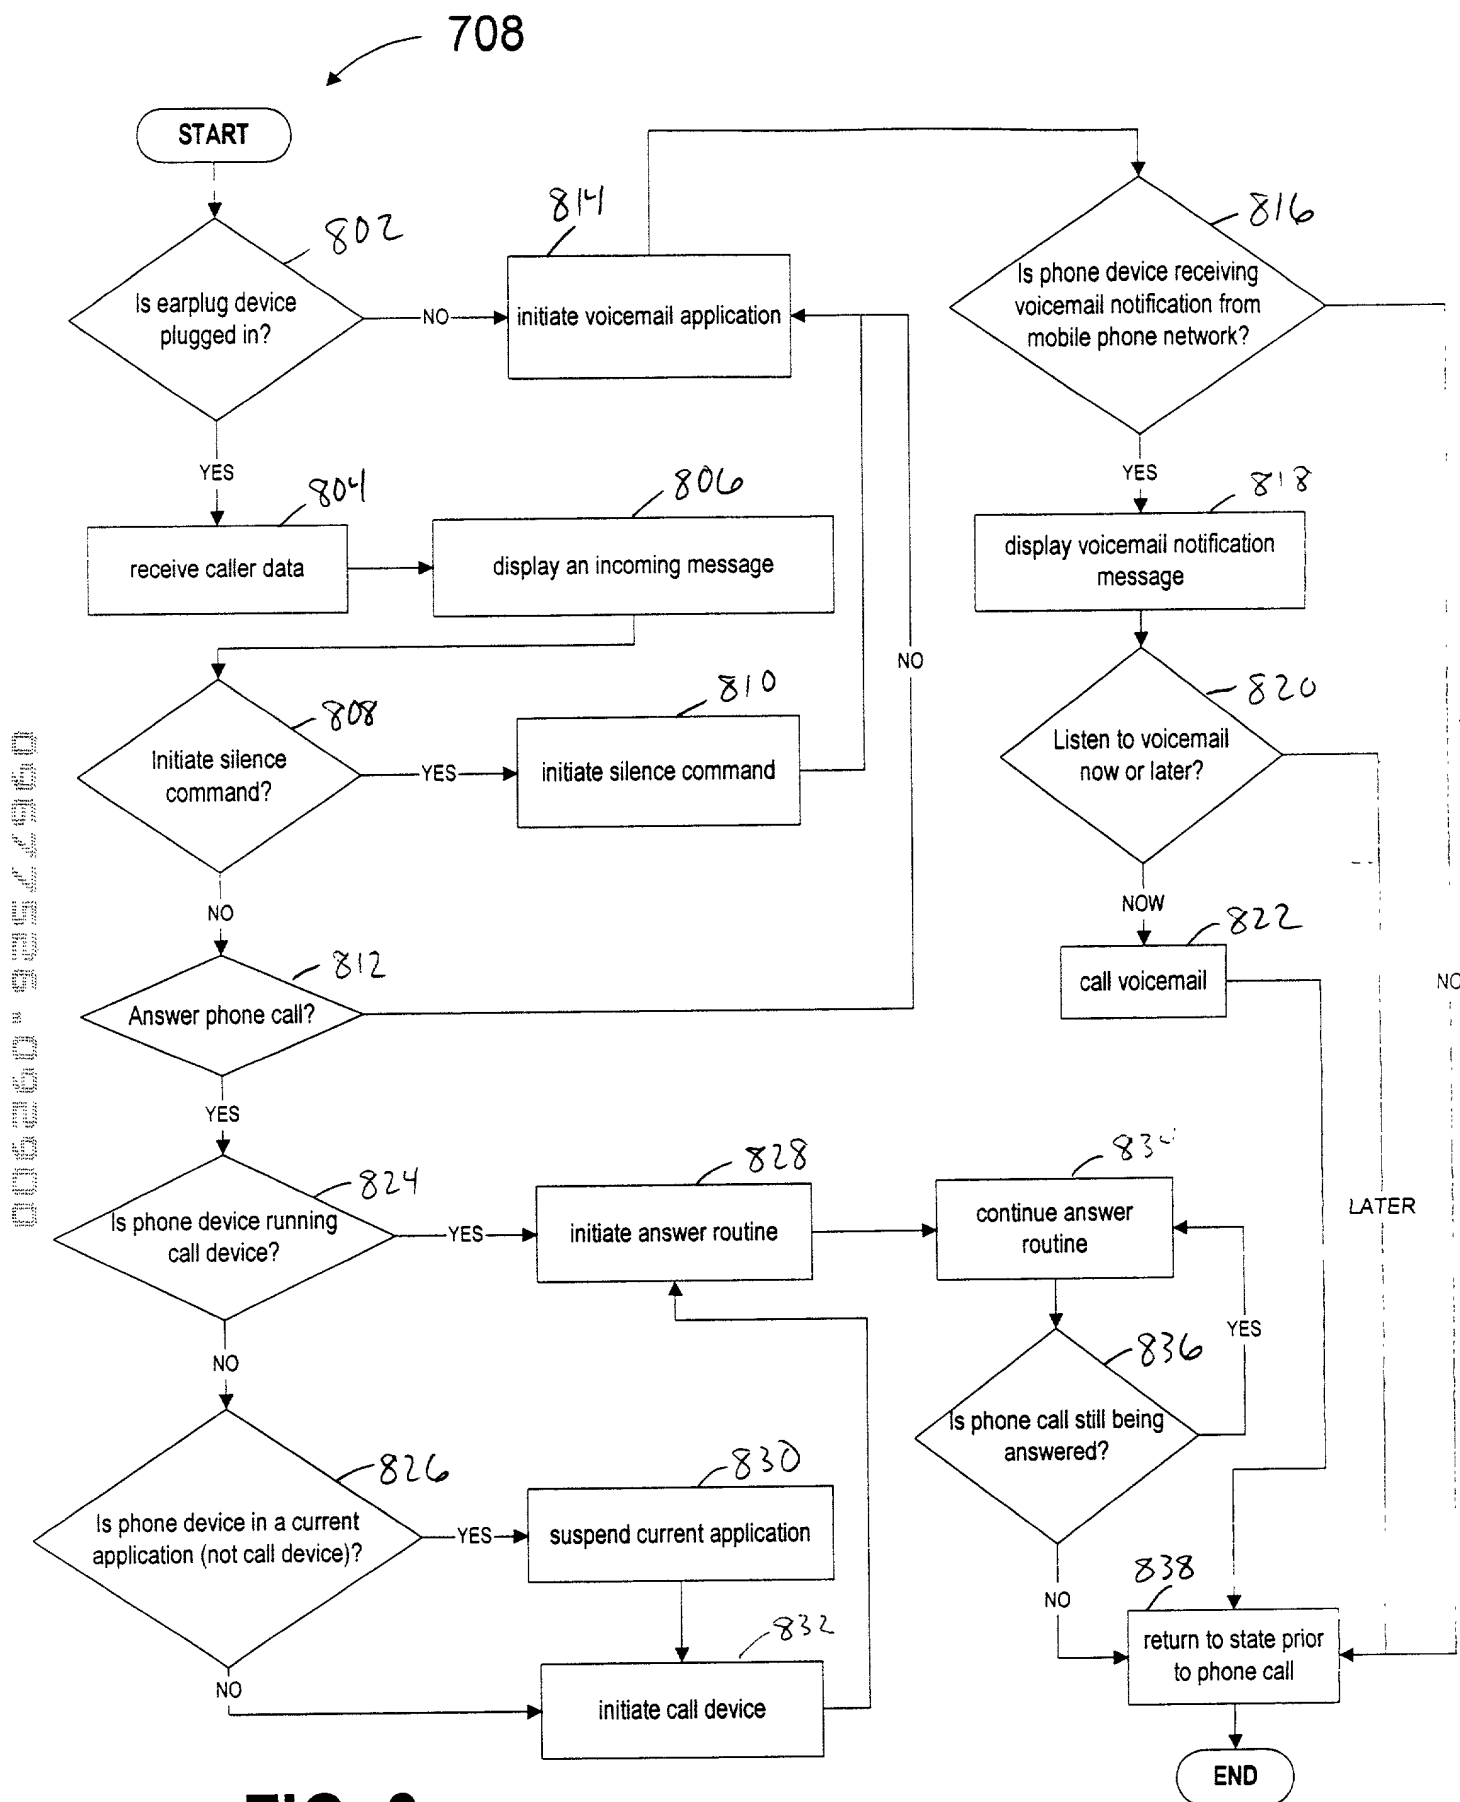 708
START
802
Is earplug device
plugged in?
NO
814
initiate voicemail application
816
Is phone device receiving
voicemail notification from
mobile phone network?
YES
YES
804
receive caller data
806
display an incoming message
818
display voicemail notification
message
NO
808
Initiate silence
command?
YES
810
initiate silence command
820
Listen to voicemail
now or later?
NO
NOW
812
Answer phone call?
822
call voicemail
NO
YES
824
Is phone device running
call device?
YES
828
initiate answer routine
continue answer
routine
LATER
NO
YES
836
Is phone call still being
answered?
826
Is phone device in a current
application (not call device)?
YES
830
suspend current application
NO
838
return to state prior
to phone call
832
NO
initiate call device
END